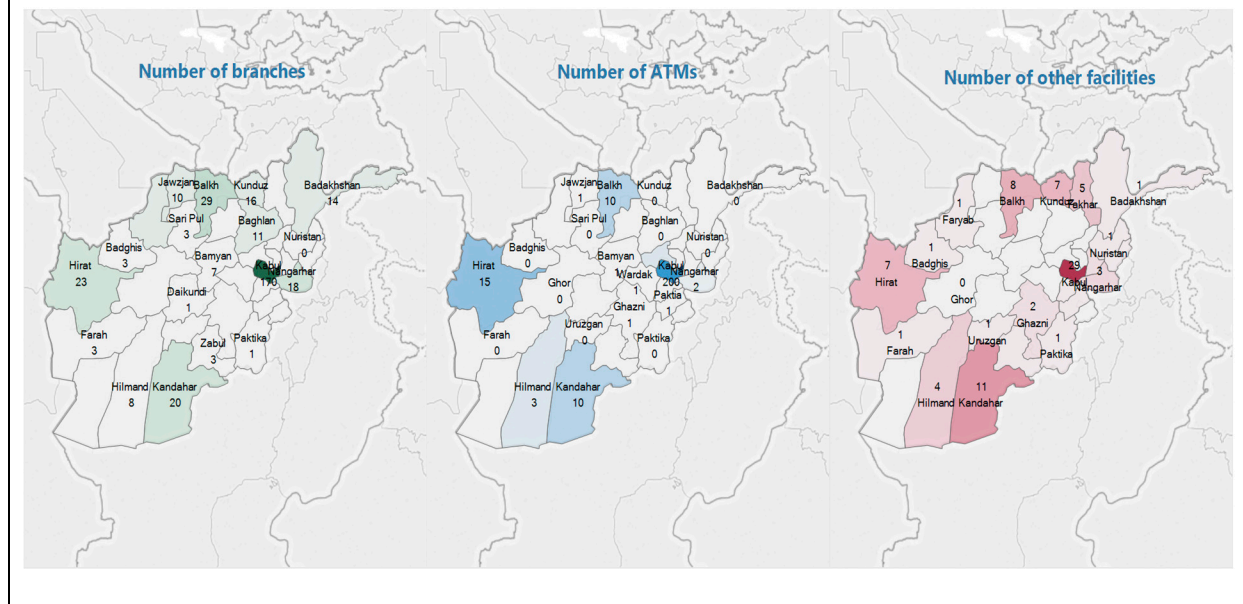 Number of branches
Jawzjan
10
Balkh
29
Kunduz
16
Badakhshan
14
Sari Pul
3
Baghlan
11
Nuristan
0
Badghis
3
Bamyan
7
Hirat
23
Kabul
170
Nangarhar
18
Daikundi
1
Farah
3
Zabul
3
Paktika
1
Hilmand
8
Kandahar
20
Number of ATMs
Jawzjan
1
Balkh
10
Kunduz
0
Badakhshan
0
Sari Pul
0
Baghlan
0
Nuristan
0
Badghis
0
Bamyan
1
Hirat
15
Kabul
200
Nangarhar
2
Wardak
1
Ghor
0
Paktia
1
Ghazni
1
Farah
0
Uruzgan
0
Paktika
0
Hilmand
3
Kandahar
10
Number of other facilities
8
Balkh
7
Kunduz
5
Takhar
1
Badakhshan
1
Faryab
1
Nuristan
1
Badghis
7
Hirat
29
Kabul
3
Nangarhar
0
Ghor
2
Ghazni
1
Farah
1
Uruzgan
1
Paktika
4
Hilmand
11
Kandahar